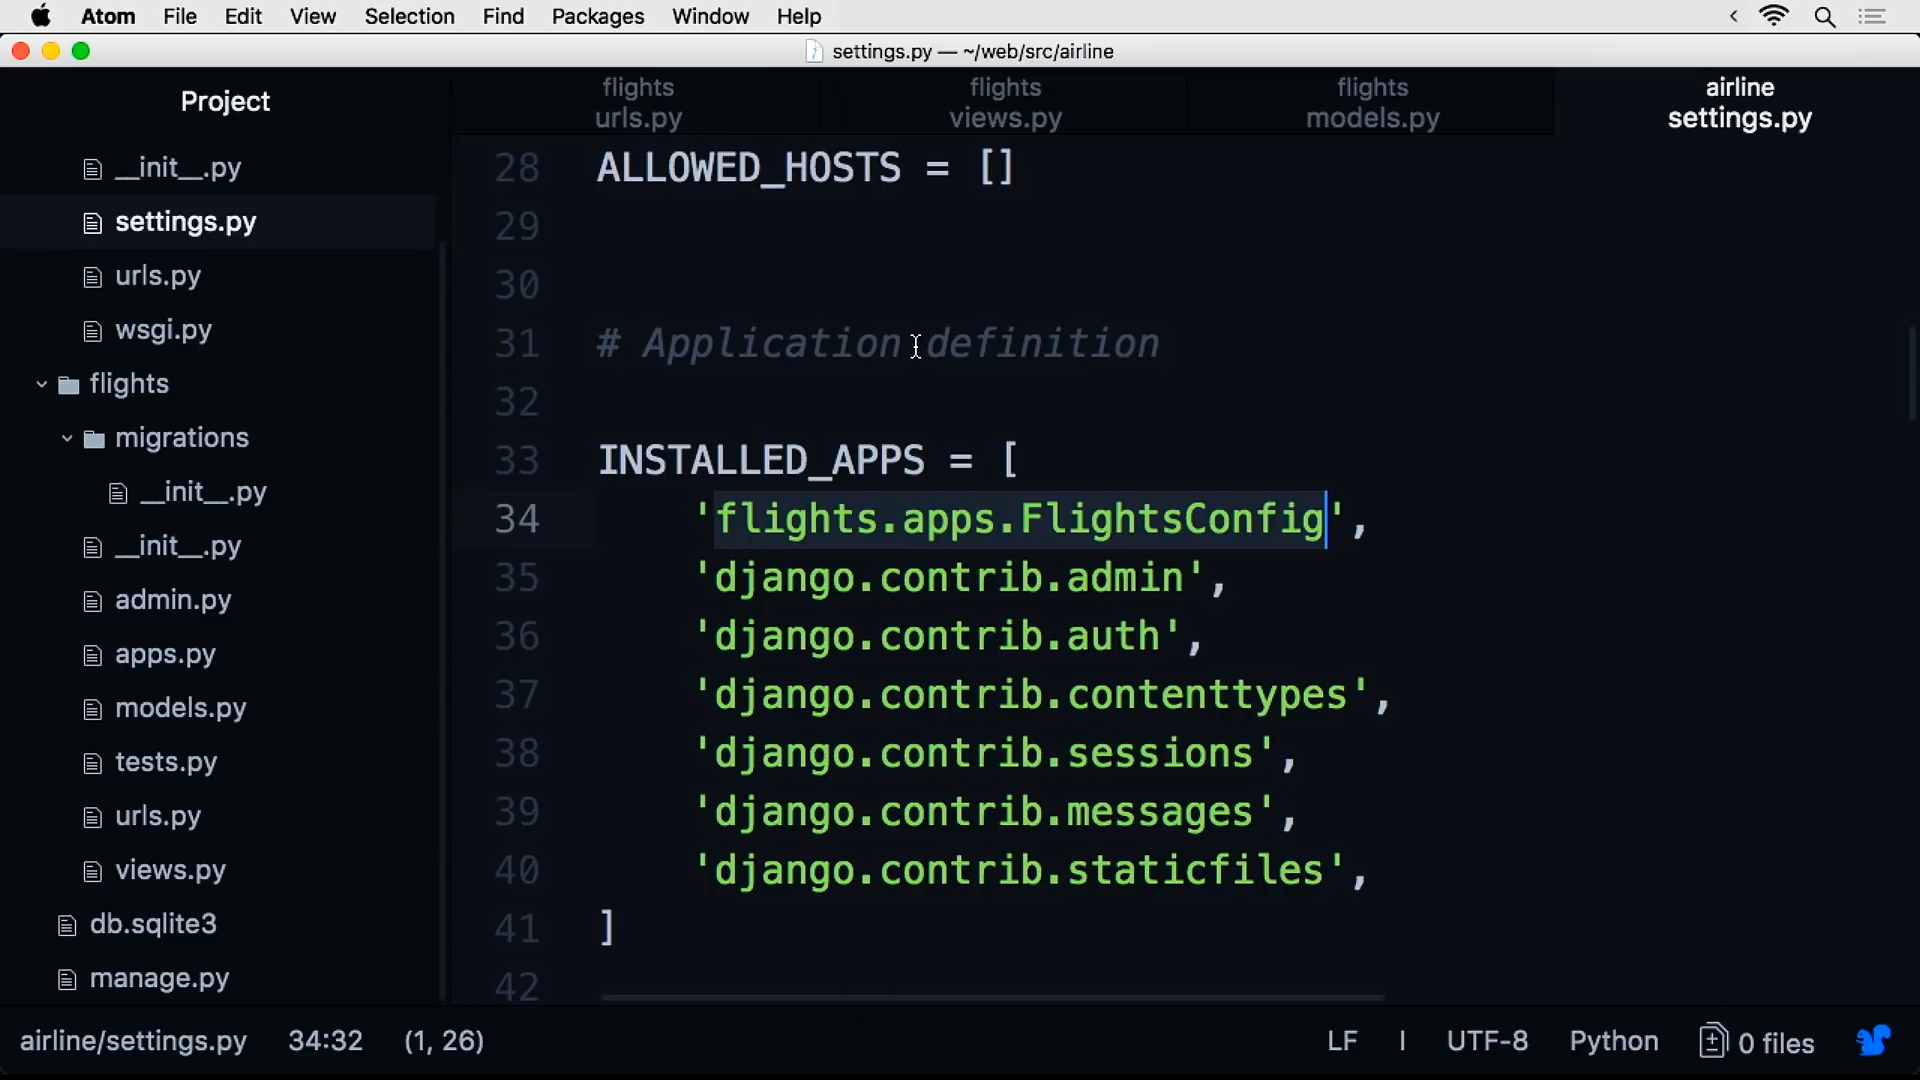 Atom File Edit View Selection Find Packages Window Help
settings.py — ~/web/src/airline
Project
__init__.py
settings.py
urls.py
wsgi.py
flights
migrations
__init__.py
__init__.py
admin.py
apps.py
models.py
tests.py
urls.py
views.py
db.sqlite3
manage.py
flights
urls.py
flights
views.py
flights
models.py
airline
settings.py
28 ALLOWED_HOSTS = []
29
30
31 # Application definition
32
33 INSTALLED_APPS = [
34 'flights.apps.FlightsConfig',
35 'django.contrib.admin',
36 'django.contrib.auth',
37 'django.contrib.contenttypes',
38 'django.contrib.sessions',
39 'django.contrib.messages',
40 'django.contrib.staticfiles',
41 ]
42
airline/settings.py 34:32 (1, 26) LF | UTF-8 Python 0 files